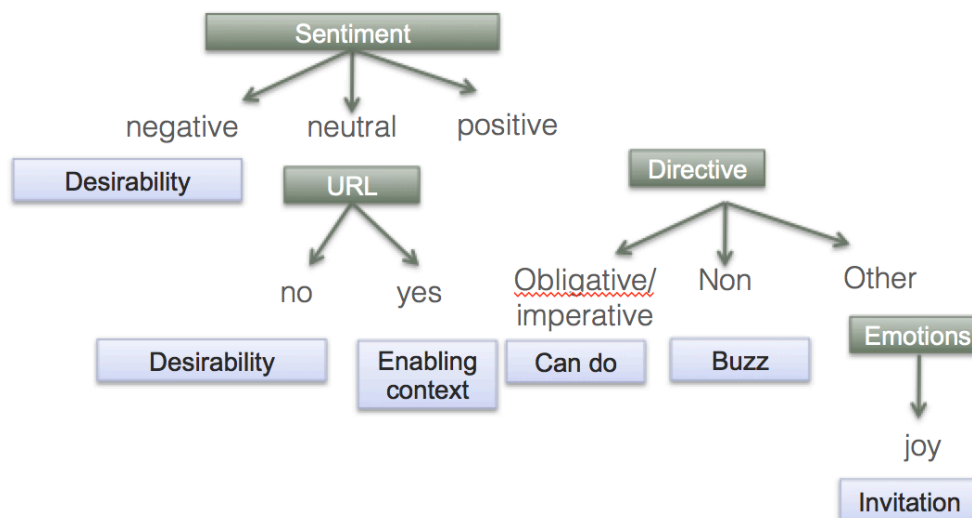 Sentiment
negative
neutral
positive
Desirability
URL
Directive
no
yes
Obligative/
imperative
Non
Other
Desirability
Enabling
context
Can do
Buzz
Emotions
joy
Invitation